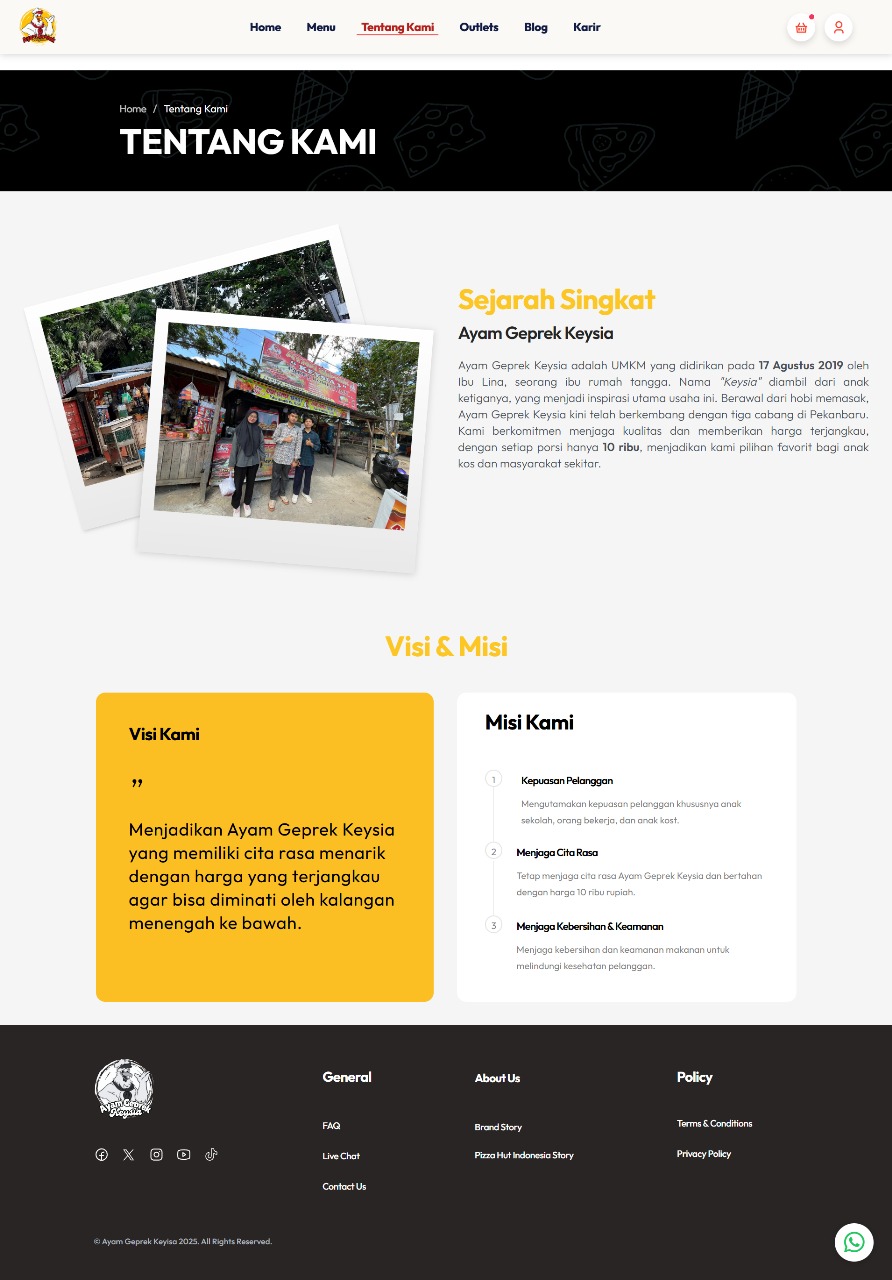 Home Menu Tentang Kami Outlets Blog Karir
Home / Tentang Kami
TENTANG KAMI
Sejarah Singkat
Ayam Geprek Keysia
Ayam Geprek Keysia adalah UMKM yang didirikan pada 17 Agustus 2019 oleh
Ibu Lina, seorang ibu rumah tangga. Nama "Keysia" diambil dari anak
ketiganya, yang menjadi inspirasi utama usaha ini. Berawal dari hobi memasak,
Ayam Geprek Keysia kini telah berkembang dengan tiga cabang di Pekanbaru.
Kami berkomitmen menjaga kualitas dan memberikan harga terjangkau,
dengan setiap porsi hanya 10 ribu, menjadikan kami pilihan favorit bagi anak
kos dan masyarakat sekitar.
Visi & Misi
Visi Kami
”
Menjadikan Ayam Geprek Keysia
yang memiliki cita rasa menarik
dengan harga yang terjangkau
agar bisa diminati oleh kalangan
menengah ke bawah.
Misi Kami
1 Kepuasan Pelanggan
Mengutamakan kepuasan pelanggan khususnya anak
sekolah, orang bekerja, dan anak kost.
2 Menjaga Cita Rasa
Tetap menjaga cita rasa Ayam Geprek Keysia dan bertahan
dengan harga 10 ribu rupiah.
3 Menjaga Kebersihan & Keamanan
Menjaga kebersihan dan keamanan makanan untuk
melindungi kesehatan pelanggan.
General
FAQ
Live Chat
Contact Us
About Us
Brand Story
Pizza Hut Indonesia Story
Policy
Terms & Conditions
Privacy Policy
© Ayam Geprek Keyisa 2025. All Rights Reserved.